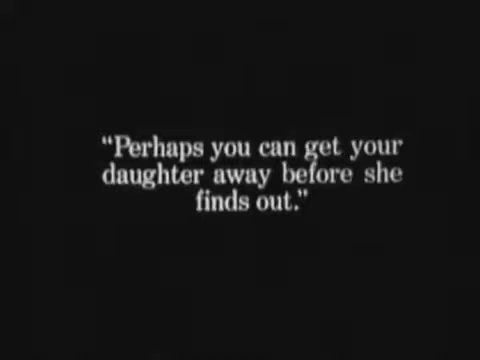 “Perhaps you can get your
daughter away before she
finds out.”